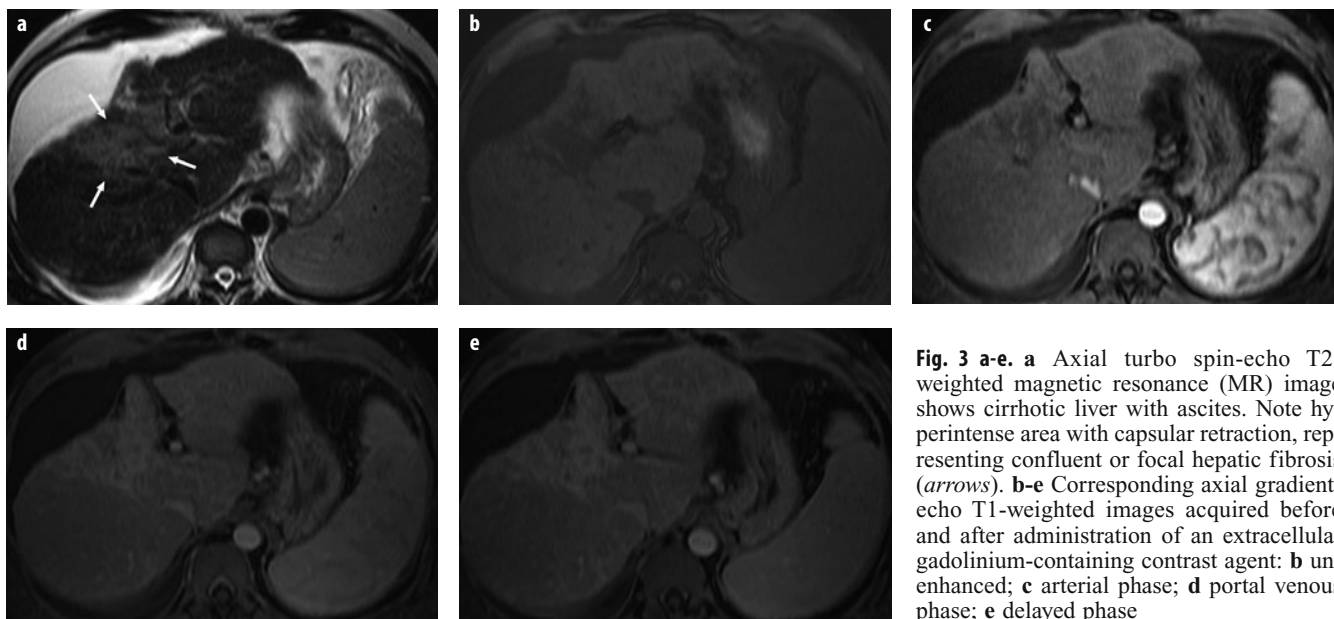 a
b
c
d
e
Fig. 3 a-e. a Axial turbo spin-echo T2-
weighted magnetic resonance (MR) image
shows cirrhotic liver with ascites. Note hy-
perintense area with capsular retraction, rep-
resenting confluent or focal hepatic fibrosis
(arrows). b-e Corresponding axial gradient-
echo T1-weighted images acquired before
and after administration of an extracellular
gadolinium-containing contrast agent: b un-
enhanced; c arterial phase; d portal venous
phase; e delayed phase